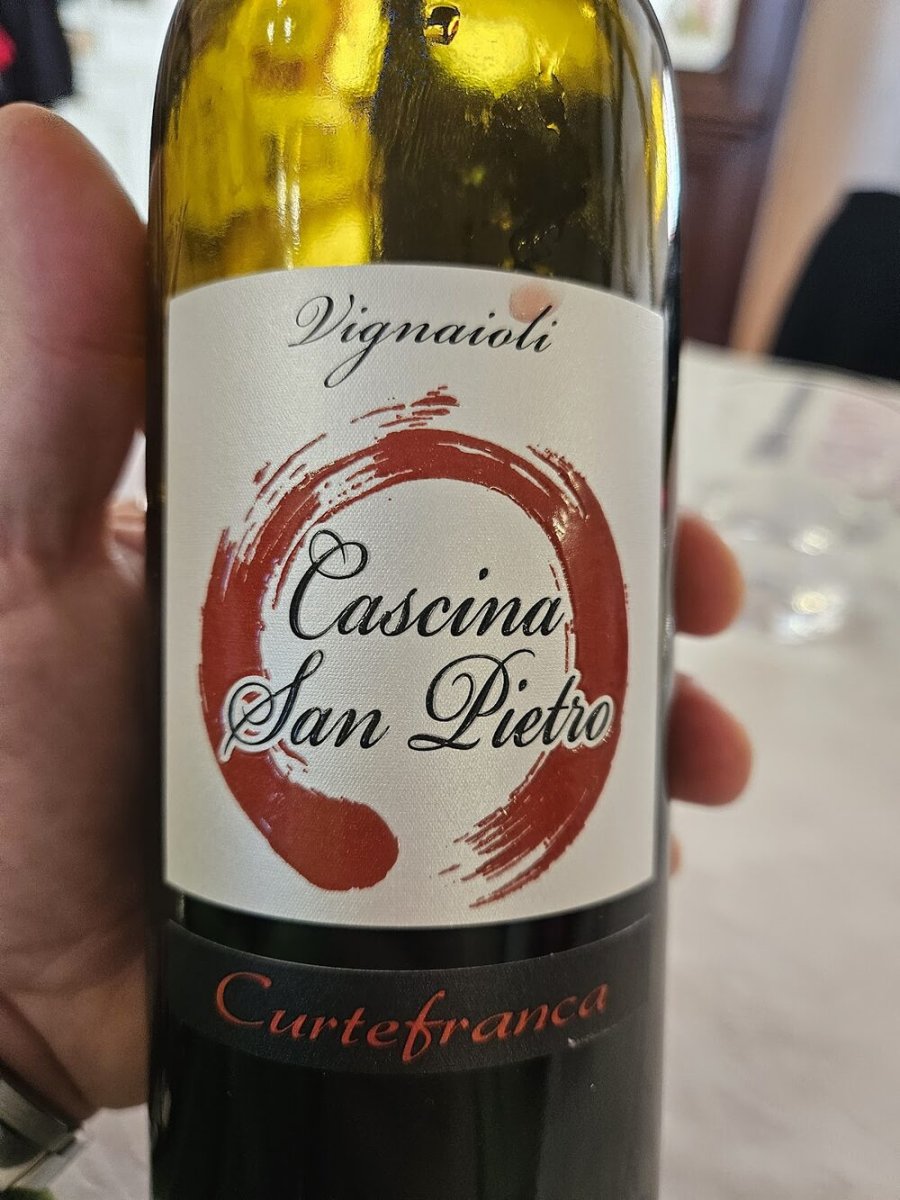 Vignaioli
Cascina
San Pietro
Curtefranca